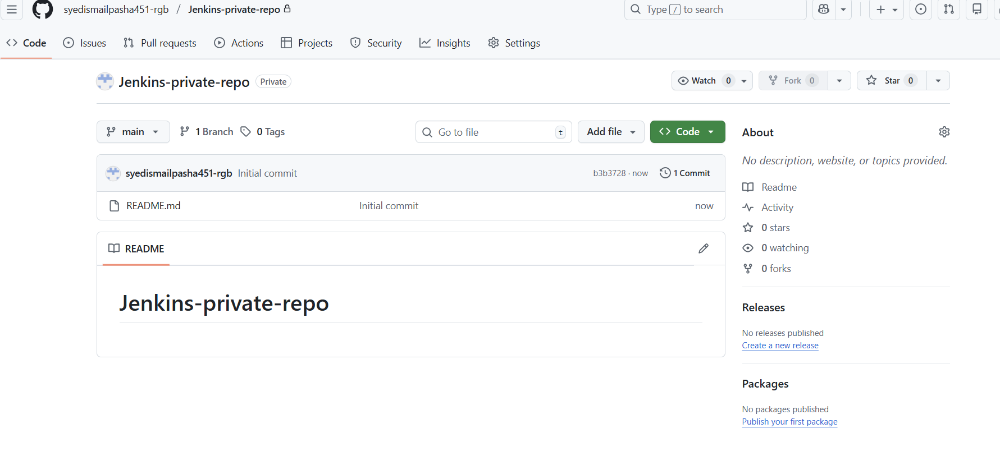 syedismailpasha451-rgb / Jenkins-private-repo
Type / to search
Code Issues Pull requests Actions Projects Security Insights Settings
Jenkins-private-repo Private
Watch 0 Fork 0 Star 0
main 1 Branch 0 Tags Go to file t Add file Code
syedismailpasha451-rgb Initial commit b3b3728 · now 1 Commit
README.md Initial commit now
README
Jenkins-private-repo
About
No description, website, or topics provided.
Readme
Activity
0 stars
0 watching
0 forks
Releases
No releases published
Create a new release
Packages
No packages published
Publish your first package